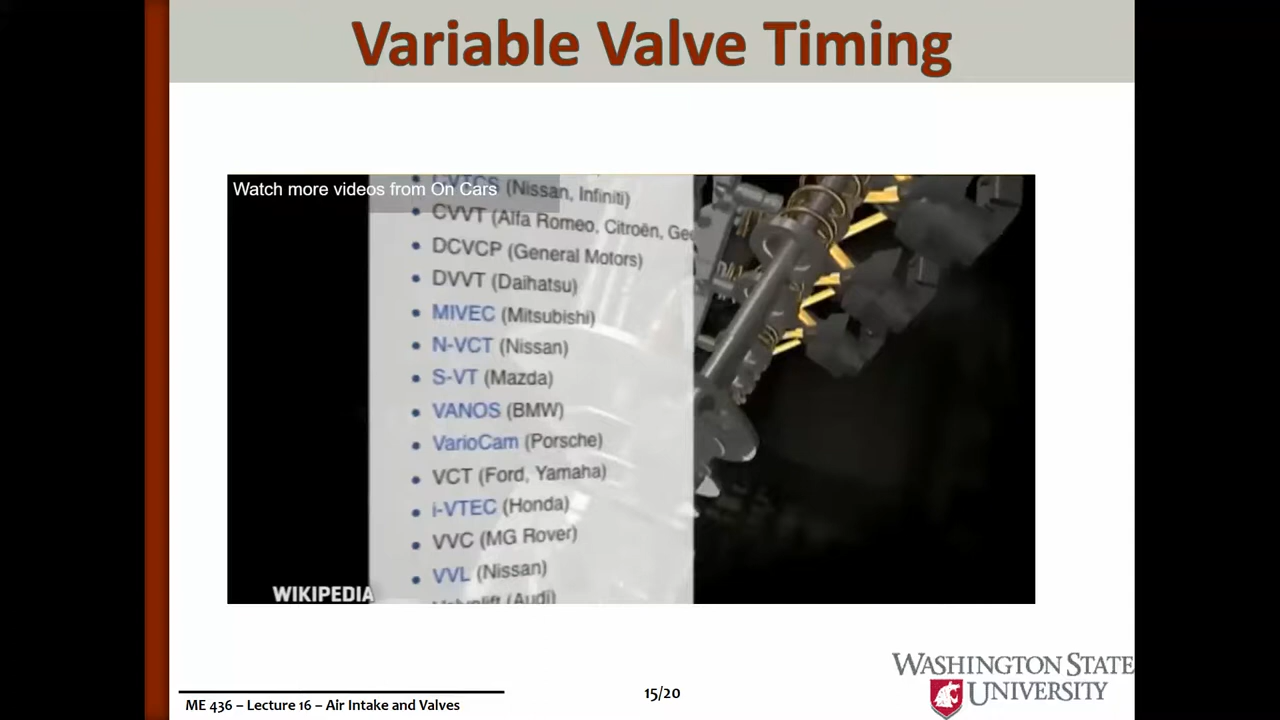 Variable Valve Timing
Watch more videos from On Cars
(Nissan, Infiniti)
CVVT (Alfa Romeo, Citroën,
DCVCP (General Motors)
DVVT (Daihatsu)
MIVEC (Mitsubishi)
N-VCT (Nissan)
S-VT (Mazda)
VANOS (BMW)
VarioCam (Porsche)
VCT (Ford, Yamaha)
i-VTEC (Honda)
VVC (MG Rover)
VVL (Nissan)
(Audi)
WIKIPEDIA
WASHINGTON STATE
UNIVERSITY
15/20
ME 436 – Lecture 16 – Air Intake and Valves